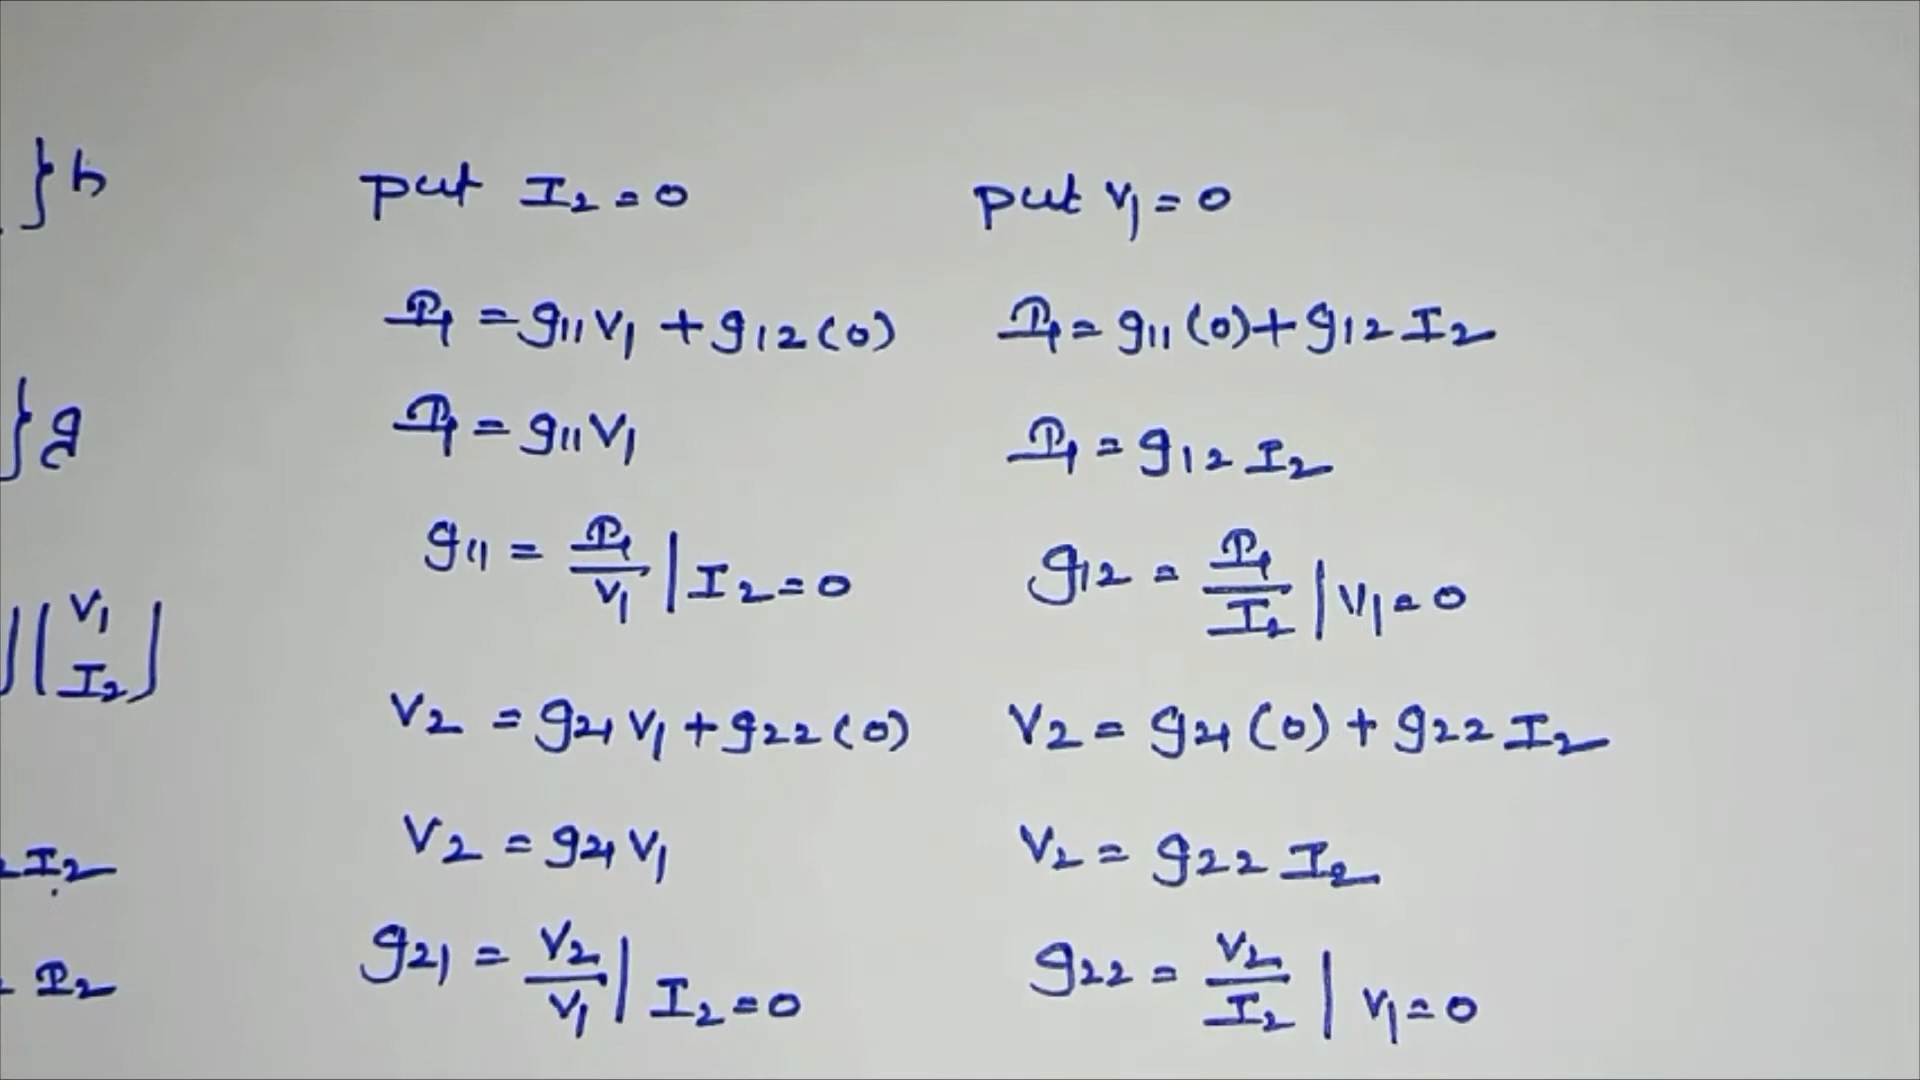 }h
}g
][V1
I2]
I2
I2
put I2=0
I1 = g11V1 + g12(0)
I1 = g11V1
g11 = I1/V1 | I2=0
V2 = g21V1 + g22(0)
V2 = g21V1
g21 = V2/V1 | I2=0
put V1=0
I1 = g11(0) + g12I2
I1 = g12I2
g12 = I1/I2 | V1=0
V2 = g21(0) + g22I2
V2 = g22I2
g22 = V2/I2 | V1=0